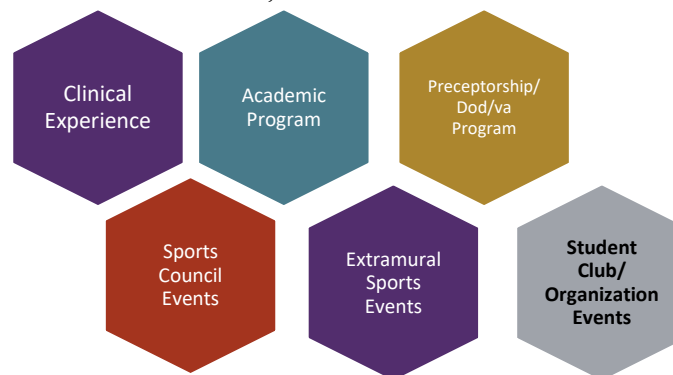 Clinical
Experience
Academic
Program
Preceptorship/
Dod/va
Program
Sports
Council
Events
Extramural
Sports
Events
Student
Club/
Organization
Events